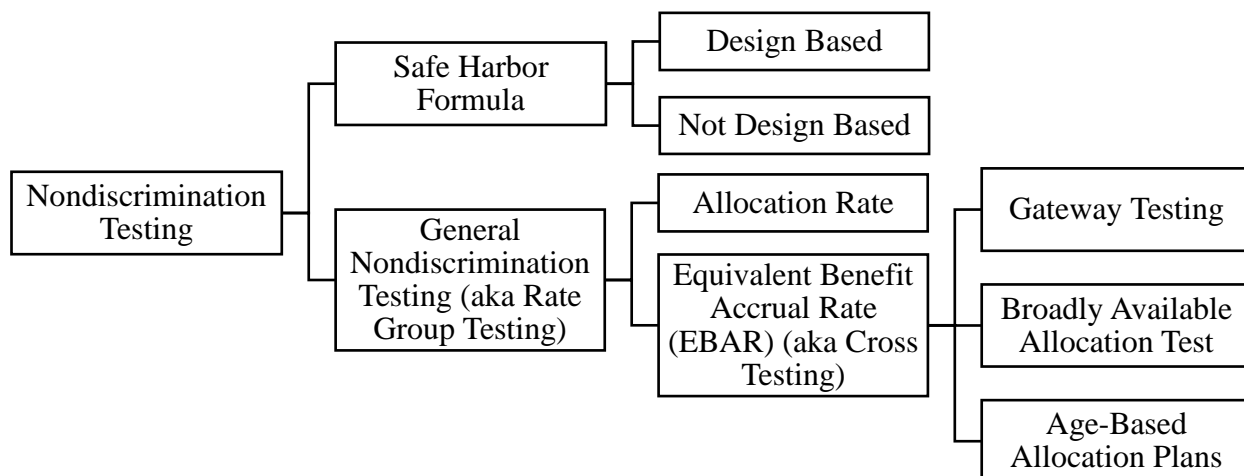 Nondiscrimination
Testing
Safe Harbor
Formula
Design Based
Not Design Based
General
Nondiscrimination
Testing (aka Rate
Group Testing)
Allocation Rate
Equivalent Benefit
Accrual Rate
(EBAR) (aka Cross
Testing)
Gateway Testing
Broadly Available
Allocation Test
Age-Based
Allocation Plans